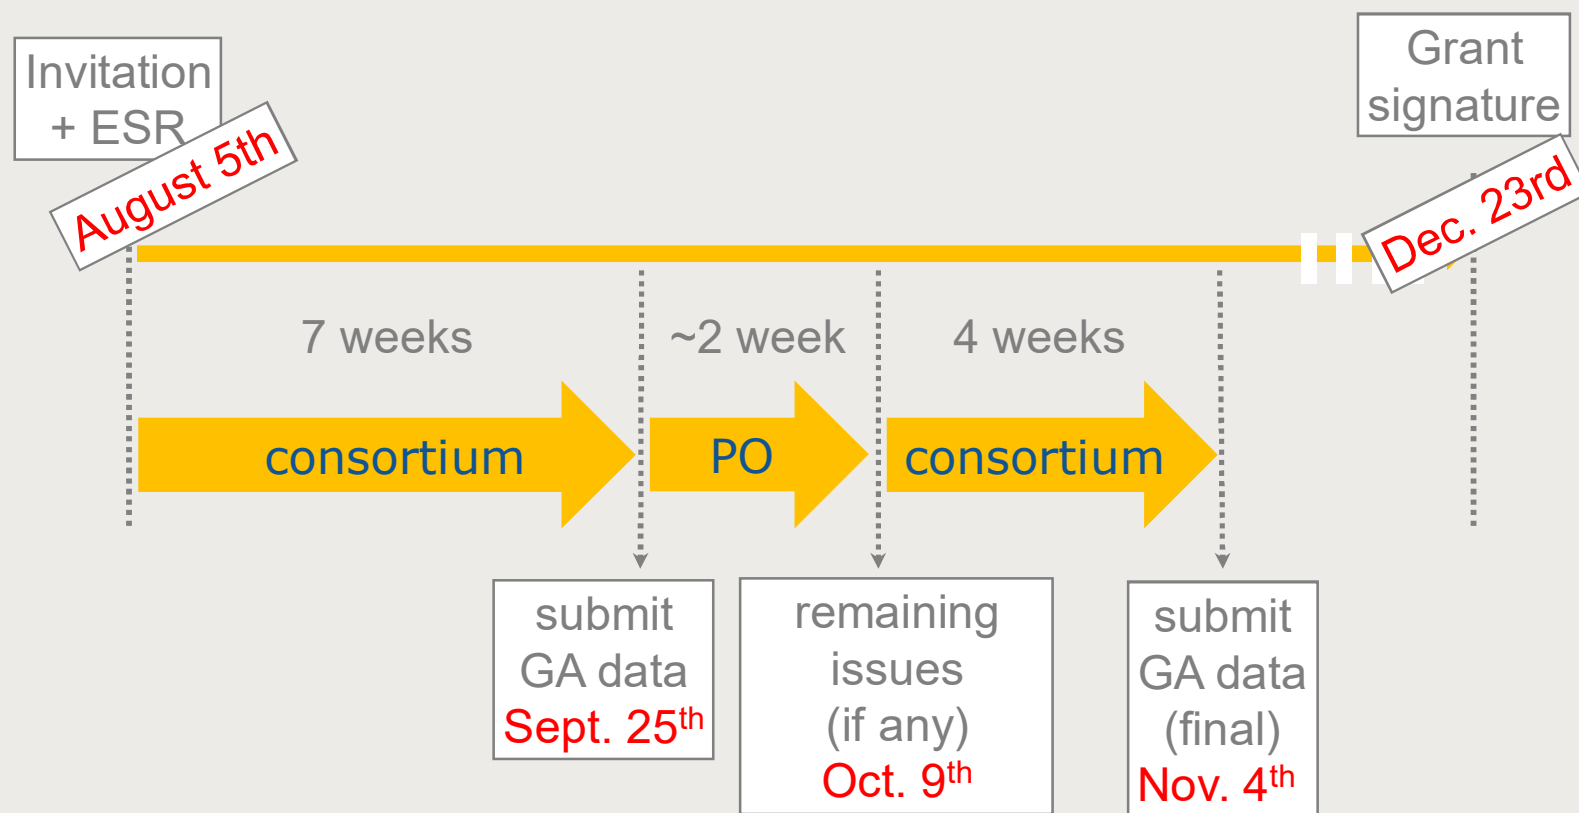 Invitation
+ ESR
August 5th
Grant
signature
Dec. 23rd
7 weeks
~2 week
4 weeks
consortium
PO
consortium
submit
GA data
Sept. 25th
remaining
issues
(if any)
Oct. 9th
submit
GA data
(final)
Nov. 4th